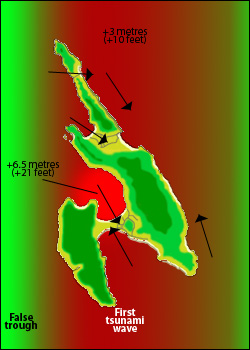 +3 metres
(+10 feet)
+6.5 metres
(+21 feet)
False
trough
First
tsunami
wave